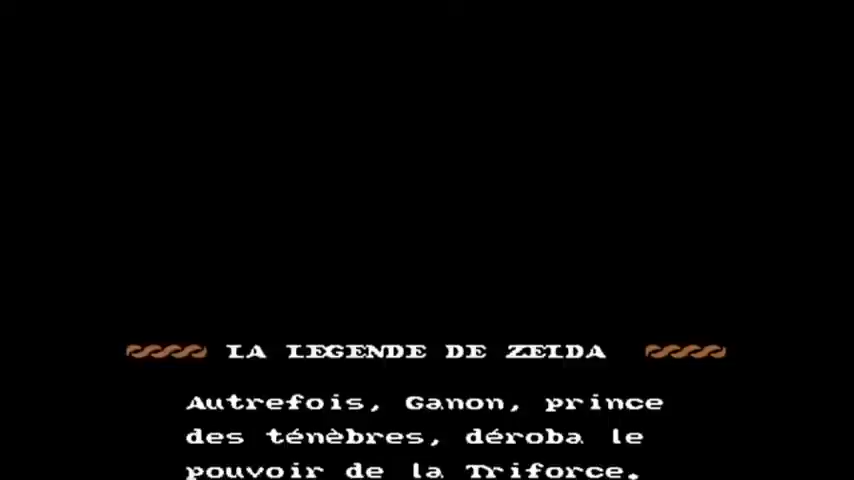 LA LEGENDE DE ZELDA
Autrefois, Ganon, prince
des ténèbres, déroba le
pouvoir de la Triforce.